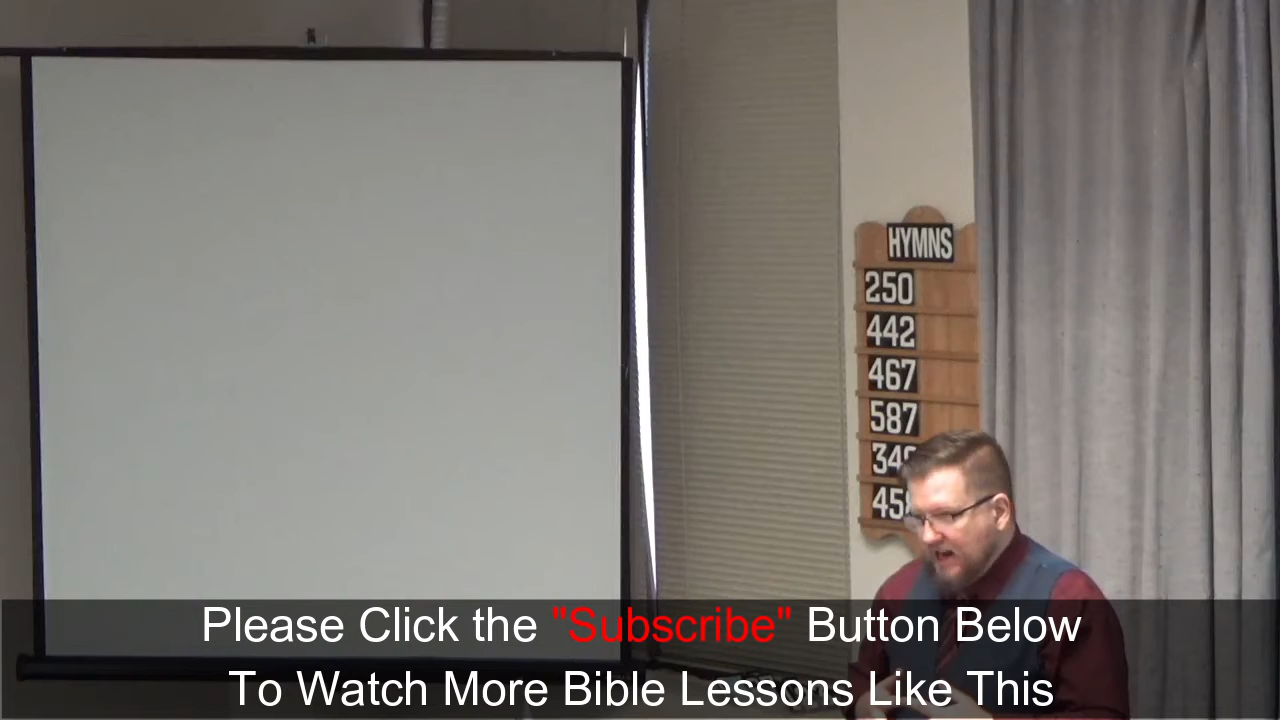 HYMNS
250
442
467
587
Please Click the "Subscribe" Button Below
To Watch More Bible Lessons Like This